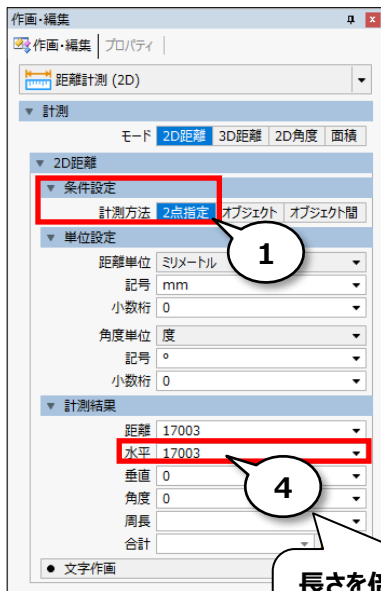 作画・編集
作画・編集 プロパティ
距離計測 (2D)
計測
モード 2D距離 3D距離 2D角度 面積
2D距離
条件設定
計測方法 2点指定 オブジェクト オブジェクト間
1
単位設定
距離単位 ミリメートル
記号 mm
小数桁 0
角度単位 度
記号 °
小数桁 0
計測結果
距離 17003
水平 17003
垂直 0
4
角度 0
周長
合計
文字作画
長さを